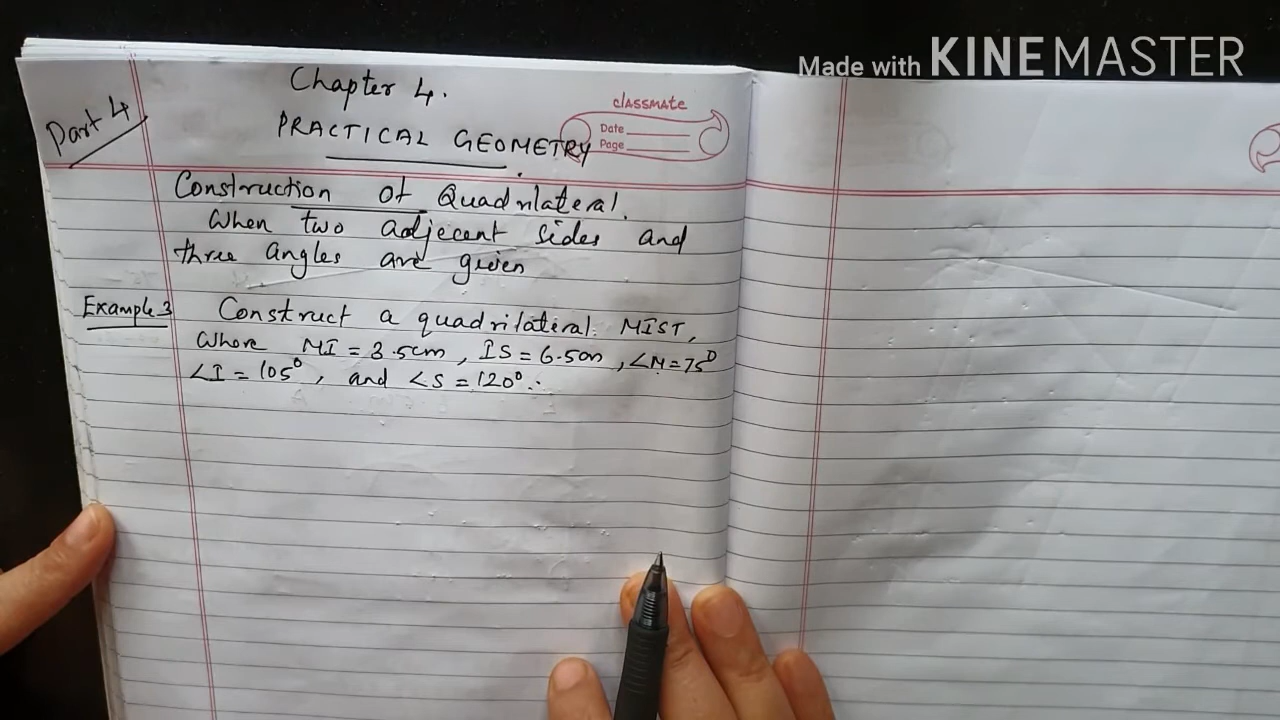 Made with KINEMASTER
Part 4
Chapter 4.
PRACTICAL GEOMETRY
classmate
Date
Page
Construction of Quadrilateral.
When two adjecent sides and
three angles are given
Example 3 Construct a quadrilateral. MIST,
Where MI = 3.5cm, IS = 6.5cm, ∠M = 75°
∠I = 105°, and ∠S = 120°.